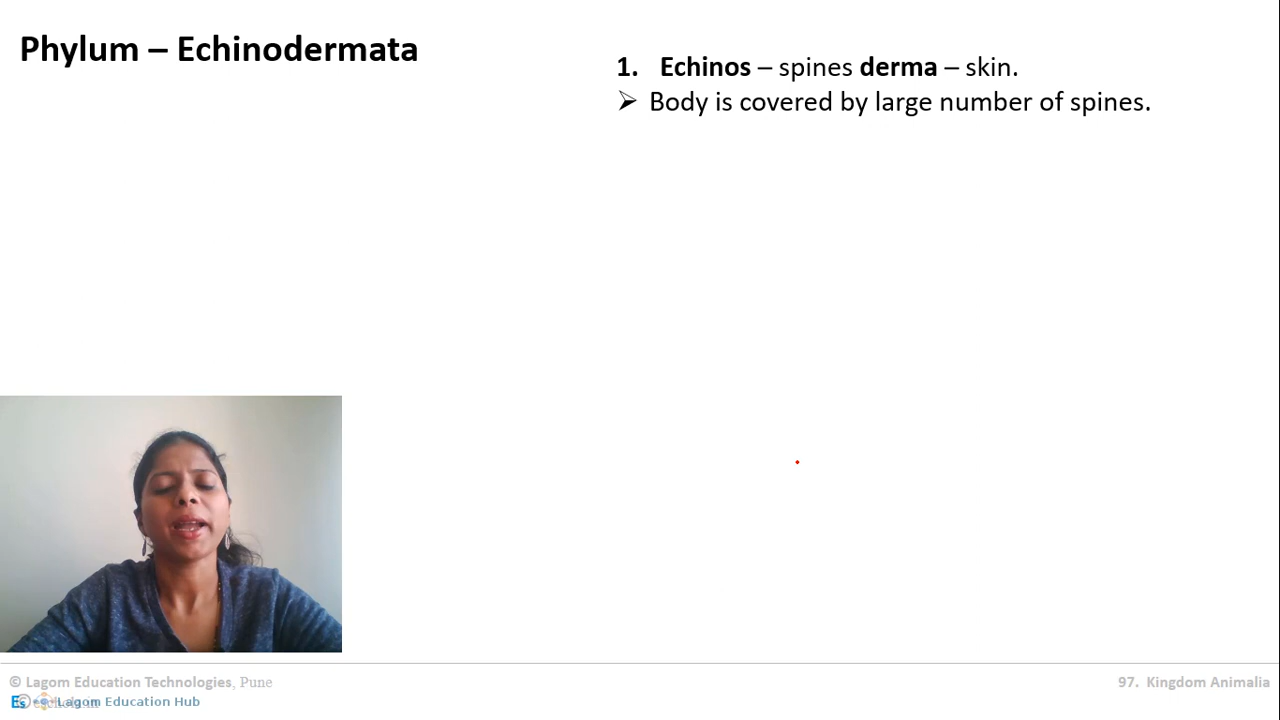 Phylum – Echinodermata
1. Echinos – spines derma – skin.
➢ Body is covered by large number of spines.
© Lagom Education Technologies, Pune
97. Kingdom Animalia
Lagom Education Hub